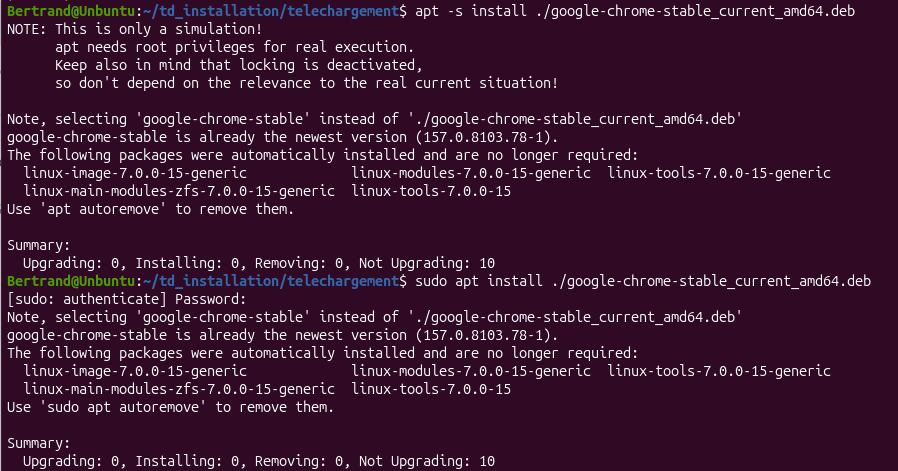 Bertrand@Unbuntu:~/td_installation/telechargement$ apt -s install ./google-chrome-stable_current_amd64.deb
NOTE: This is only a simulation!
      apt needs root privileges for real execution.
      Keep also in mind that locking is deactivated,
      so don't depend on the relevance to the real current situation!

Note, selecting 'google-chrome-stable' instead of './google-chrome-stable_current_amd64.deb'
google-chrome-stable is already the newest version (157.0.8103.78-1).
The following packages were automatically installed and are no longer required:
  linux-image-7.0.0-15-generic             linux-modules-7.0.0-15-generic  linux-tools-7.0.0-15-generic
  linux-main-modules-zfs-7.0.0-15-generic  linux-tools-7.0.0-15
Use 'apt autoremove' to remove them.

Summary:
  Upgrading: 0, Installing: 0, Removing: 0, Not Upgrading: 10
Bertrand@Unbuntu:~/td_installation/telechargement$ sudo apt install ./google-chrome-stable_current_amd64.deb
[sudo: authenticate] Password:
Note, selecting 'google-chrome-stable' instead of './google-chrome-stable_current_amd64.deb'
google-chrome-stable is already the newest version (157.0.8103.78-1).
The following packages were automatically installed and are no longer required:
  linux-image-7.0.0-15-generic             linux-modules-7.0.0-15-generic  linux-tools-7.0.0-15-generic
  linux-main-modules-zfs-7.0.0-15-generic  linux-tools-7.0.0-15
Use 'sudo apt autoremove' to remove them.

Summary:
  Upgrading: 0, Installing: 0, Removing: 0, Not Upgrading: 10